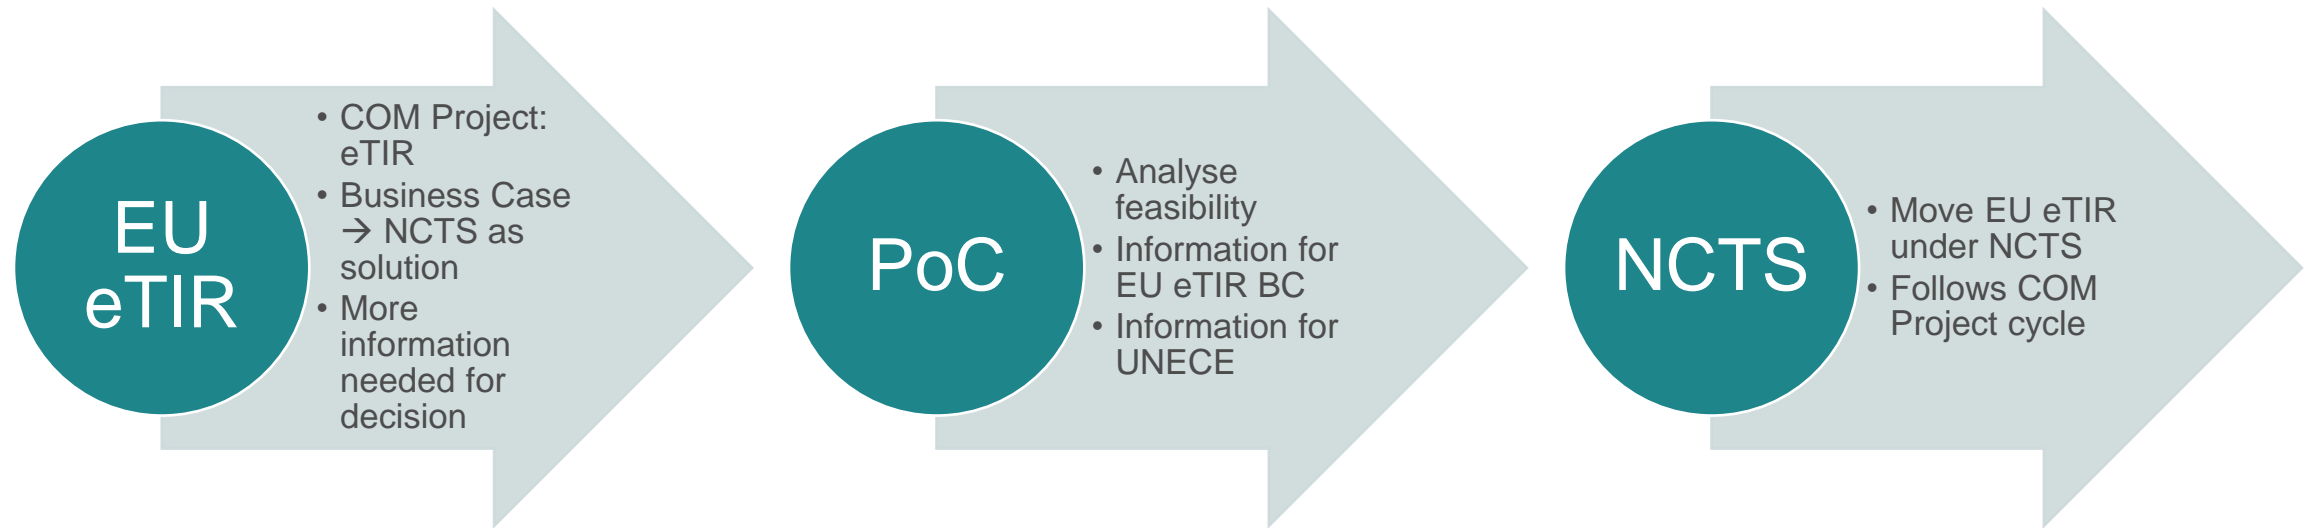 EU
eTIR
• COM Project:
eTIR
• Business Case
→ NCTS as
solution
• More
information
needed for
decision
PoC
• Analyse
feasibility
• Information for
EU eTIR BC
• Information for
UNECE
NCTS
• Move EU eTIR
under NCTS
• Follows COM
Project cycle